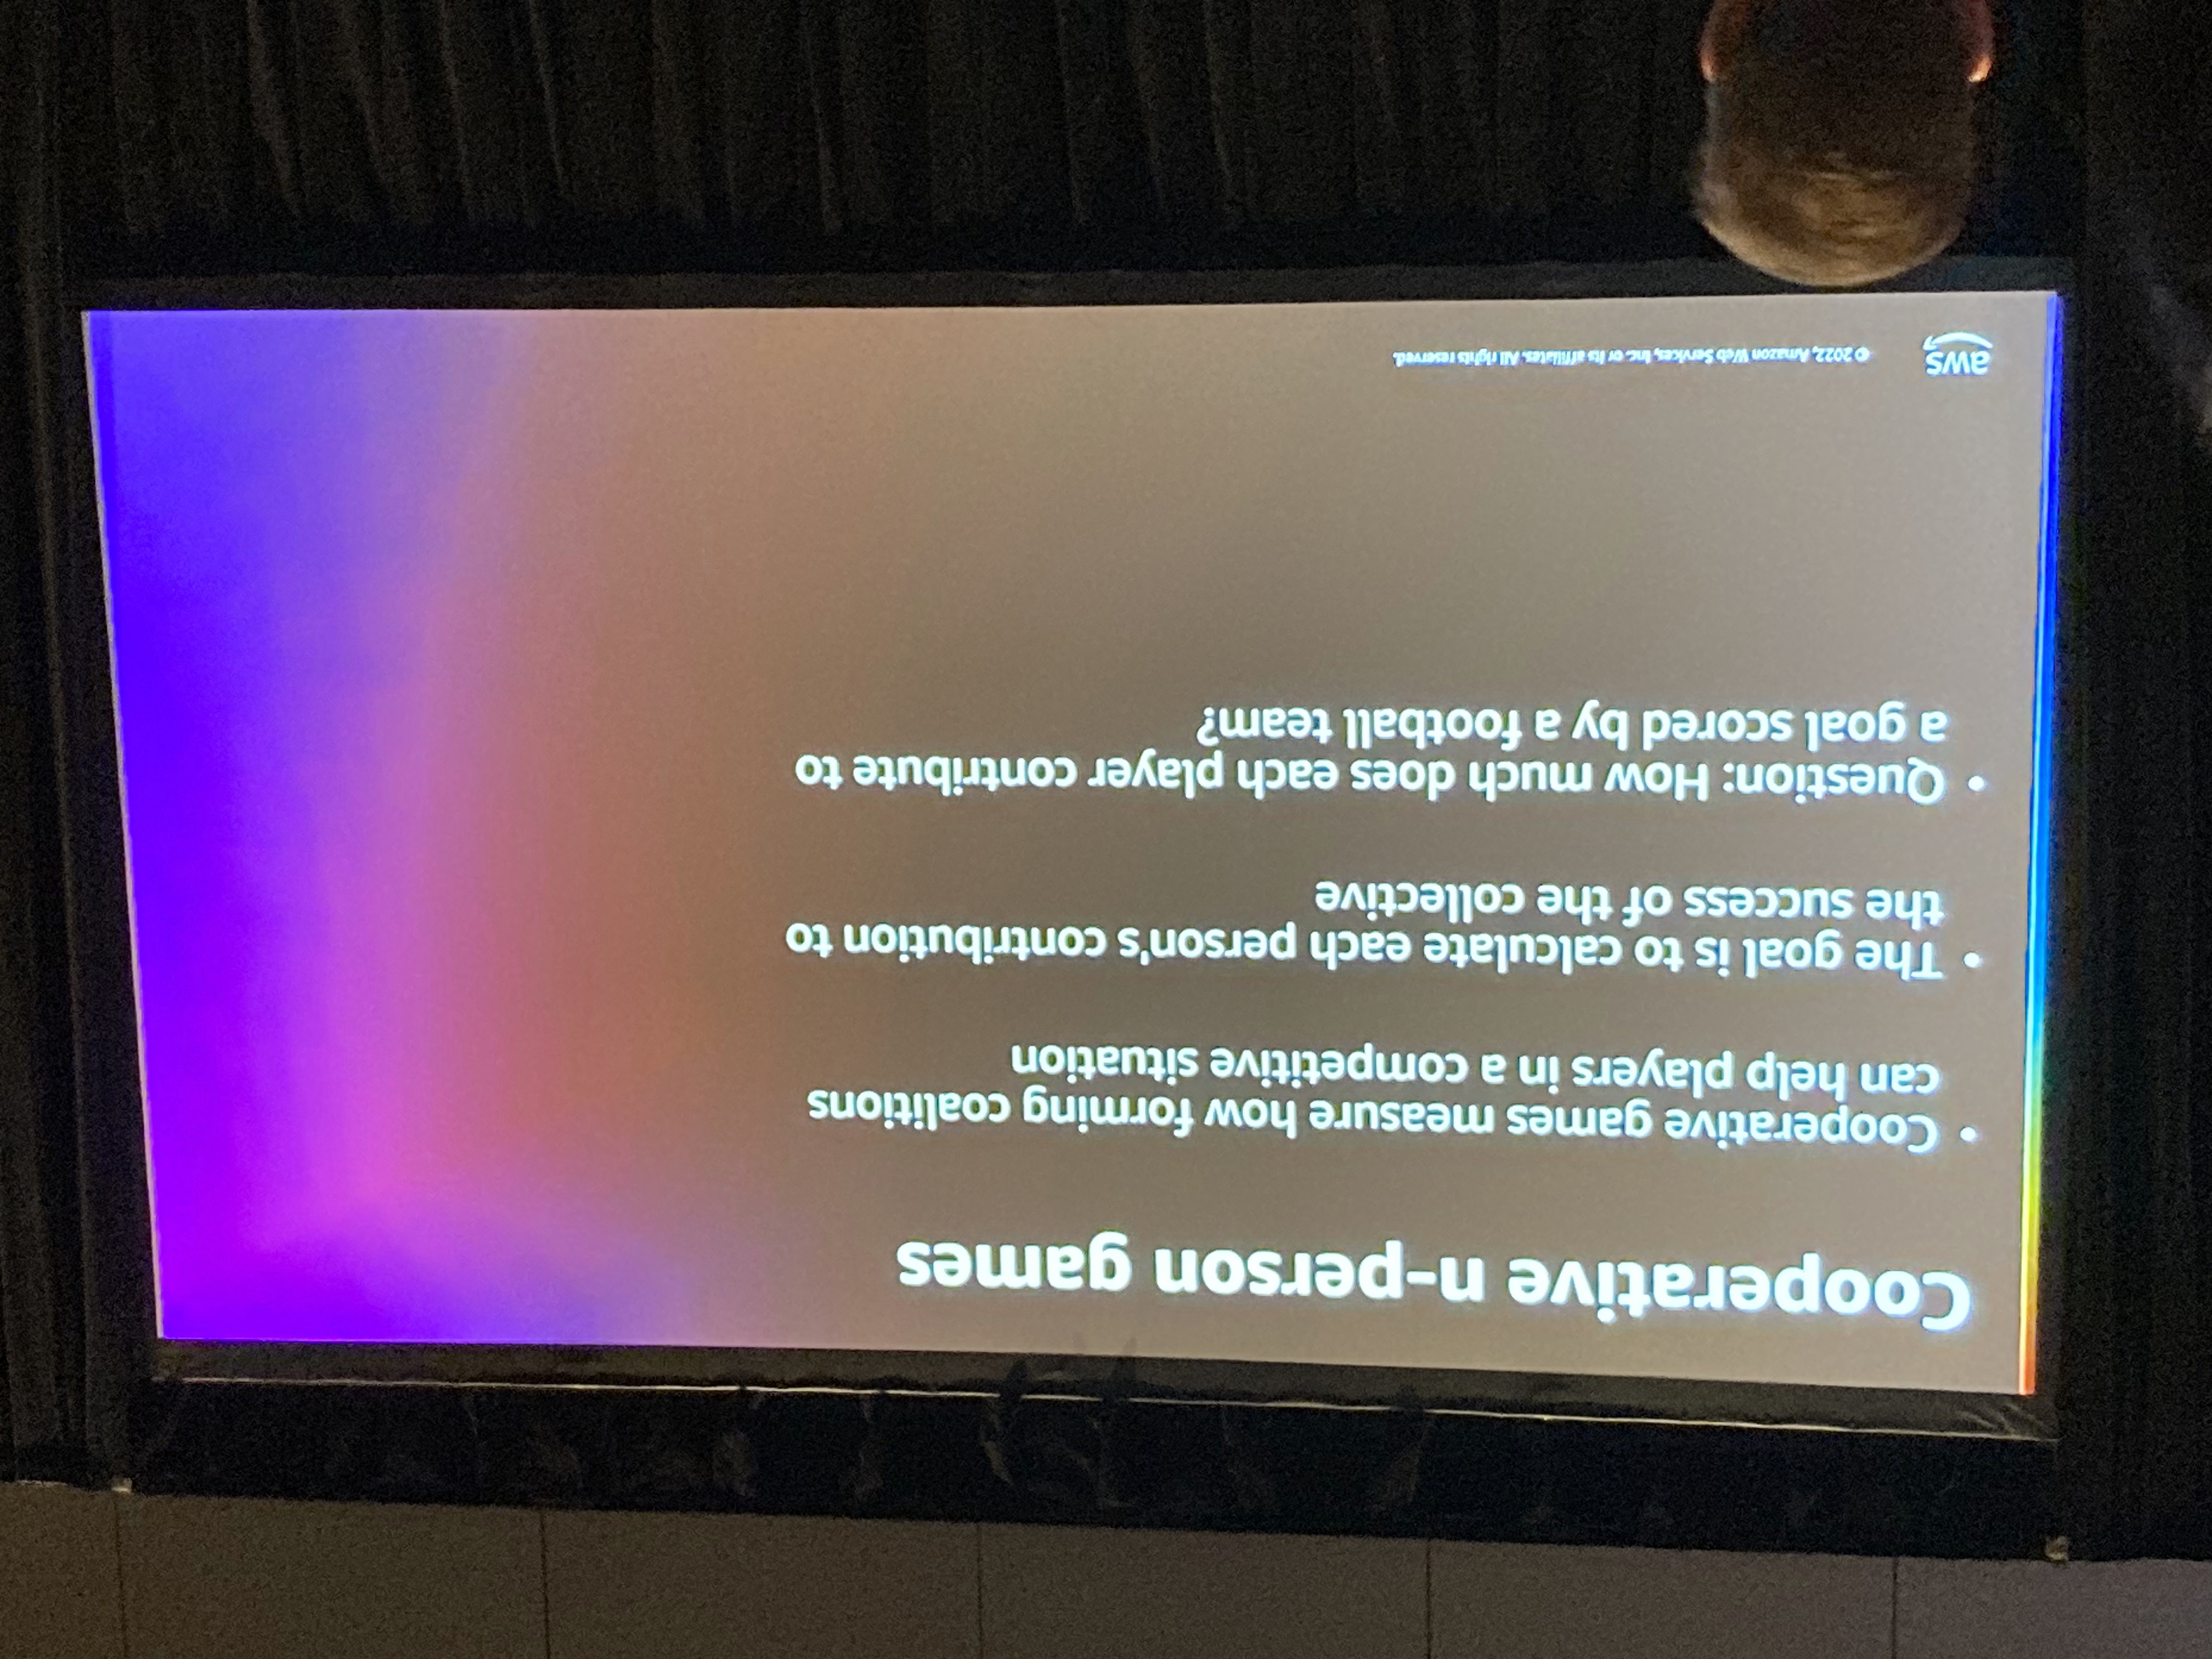 Cooperative n-person games
• Cooperative games measure how forming coalitions
can help players in a competitive situation
• The goal is to calculate each person's contribution to
the success of the collective
• Question: How much does each player contribute to
a goal scored by a football team?
aws
© 2022, Amazon Web Services, Inc. or its affiliates. All rights reserved.